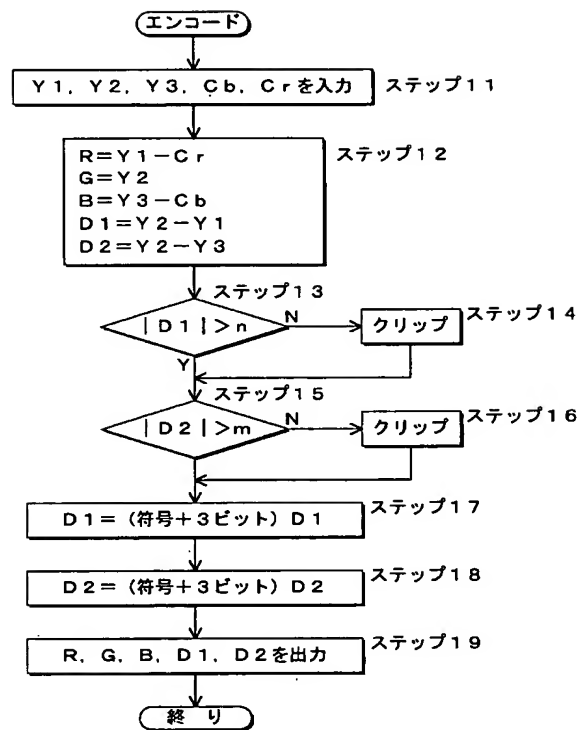 エンコード
Y1, Y2, Y3, Cb, Crを入力
ステップ11
ステップ12
R=Y1-Cr
G=Y2
B=Y3-Cb
D1=Y2-Y1
D2=Y2-Y3
ステップ13
|D1|>n
N
クリップ
ステップ14
Y
ステップ15
|D2|>m
N
クリップ
ステップ16
D1=(符号+3ビット)D1
ステップ17
D2=(符号+3ビット)D2
ステップ18
R, G, B, D1, D2を出力
ステップ19
終り